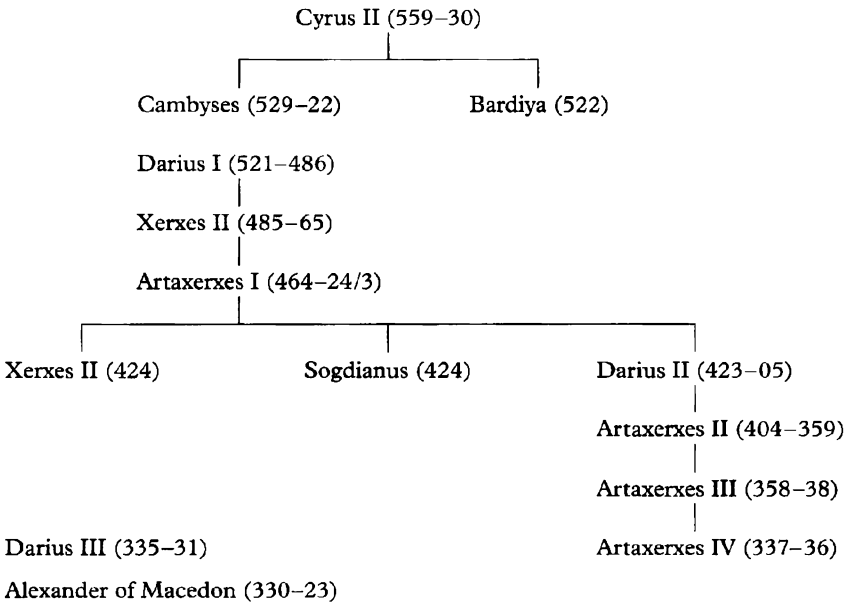 Cyrus II (559–30)
Cambyses (529–22) Bardiya (522)
Darius I (521–486)
Xerxes II (485–65)
Artaxerxes I (464–24/3)
Xerxes II (424) Sogdianus (424) Darius II (423–05)
Artaxerxes II (404–359)
Artaxerxes III (358–38)
Darius III (335–31) Artaxerxes IV (337–36)
Alexander of Macedon (330–23)